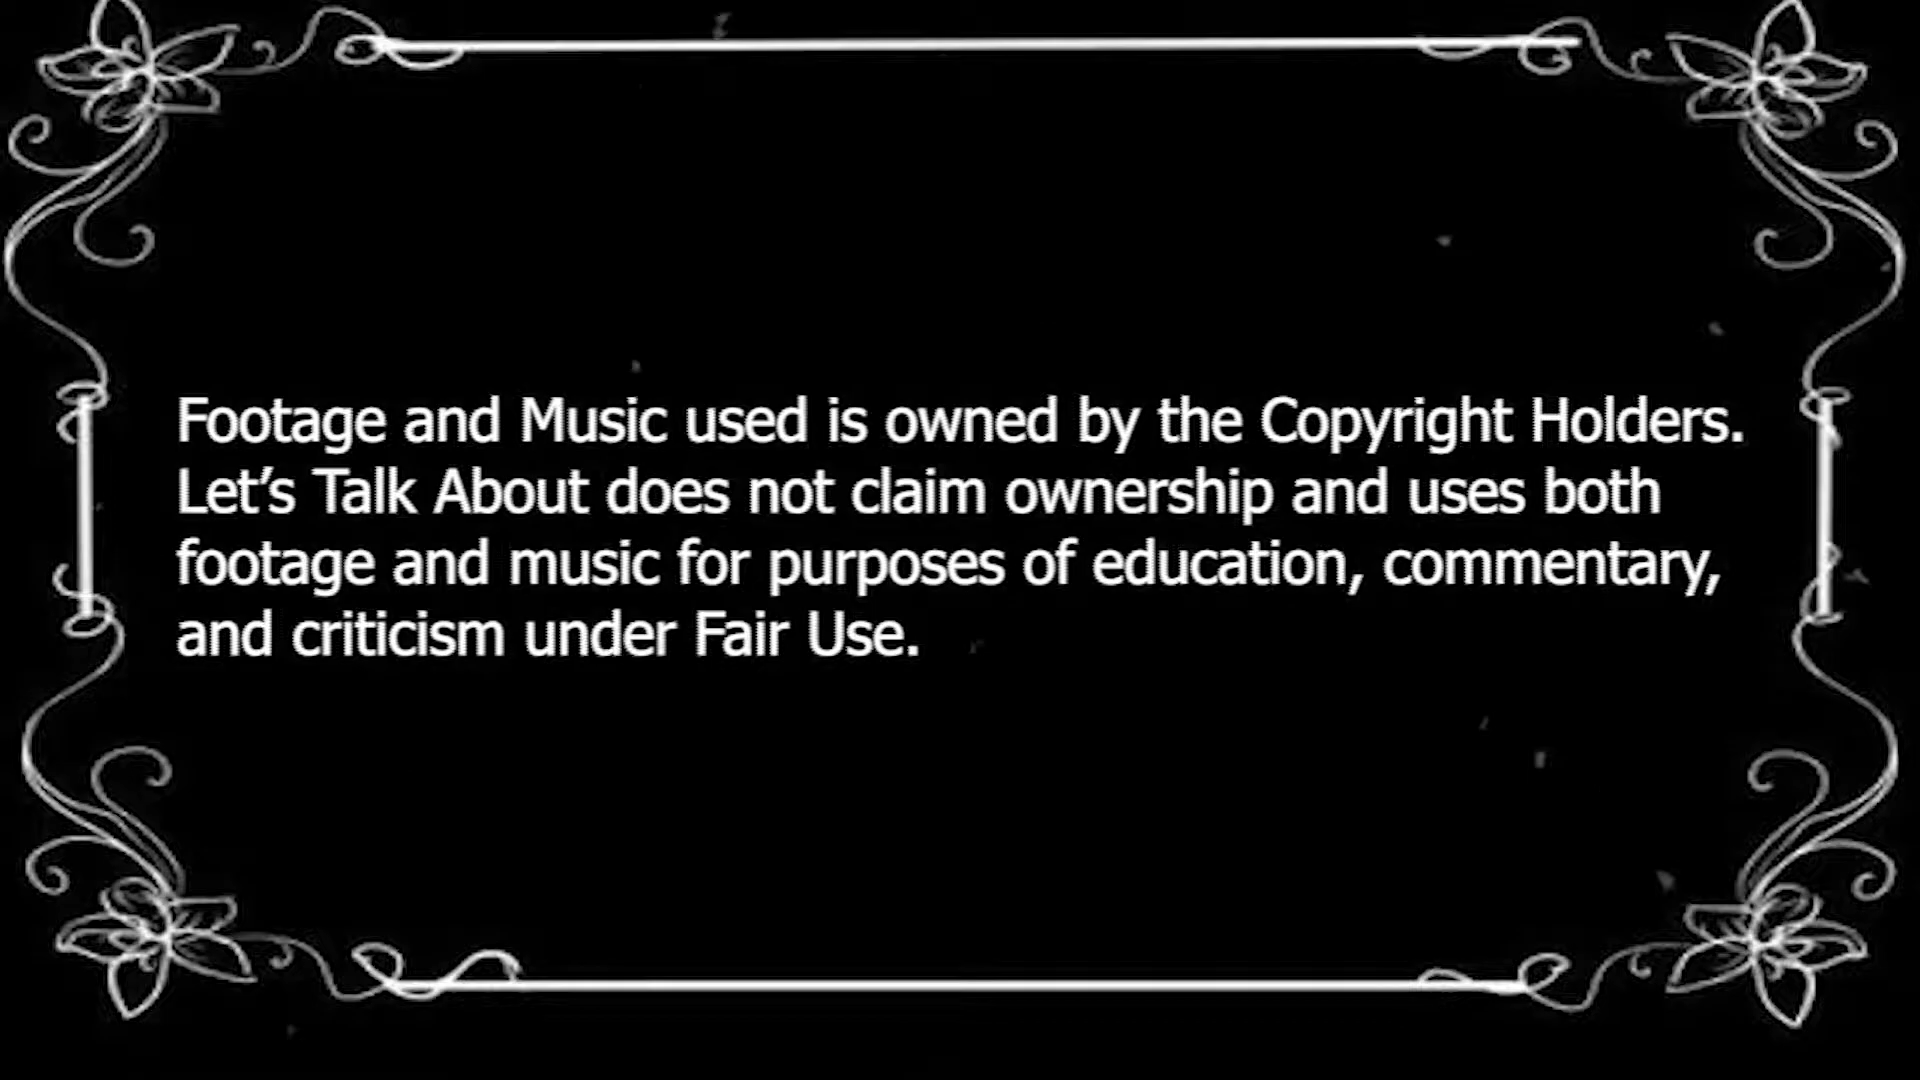 Footage and Music used is owned by the Copyright Holders.
Let’s Talk About does not claim ownership and uses both
footage and music for purposes of education, commentary,
and criticism under Fair Use.